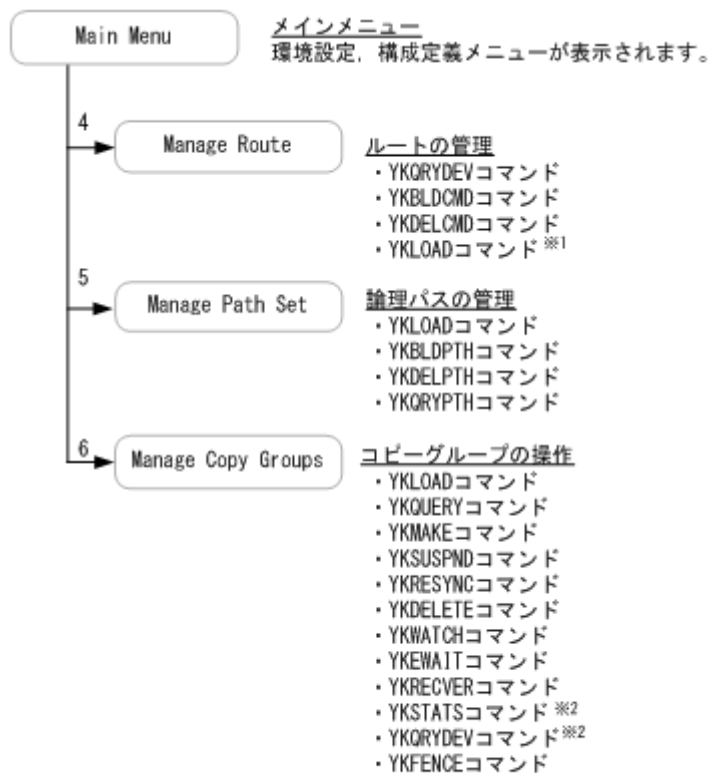 Main Menu
メインメニュー
環境設定，構成定義メニューが表示されます。
4
Manage Route
ルートの管理
・YKQRYDEVコマンド
・YKBLDCMDコマンド
・YKDELCMDコマンド
・YKLOADコマンド※1
5
Manage Path Set
論理パスの管理
・YKLOADコマンド
・YKBLDPTHコマンド
・YKDELPTHコマンド
・YKQRYPTHコマンド
6
Manage Copy Groups
コピーグループの操作
・YKLOADコマンド
・YKQUERYコマンド
・YKMAKEコマンド
・YKSUSPNDコマンド
・YKRESYNCコマンド
・YKDELETEコマンド
・YKWATCHコマンド
・YKEWAITコマンド
・YKRECVERコマンド
・YKSTATSコマンド※2
・YKQRYDEVコマンド※2
・YKFENCEコマンド